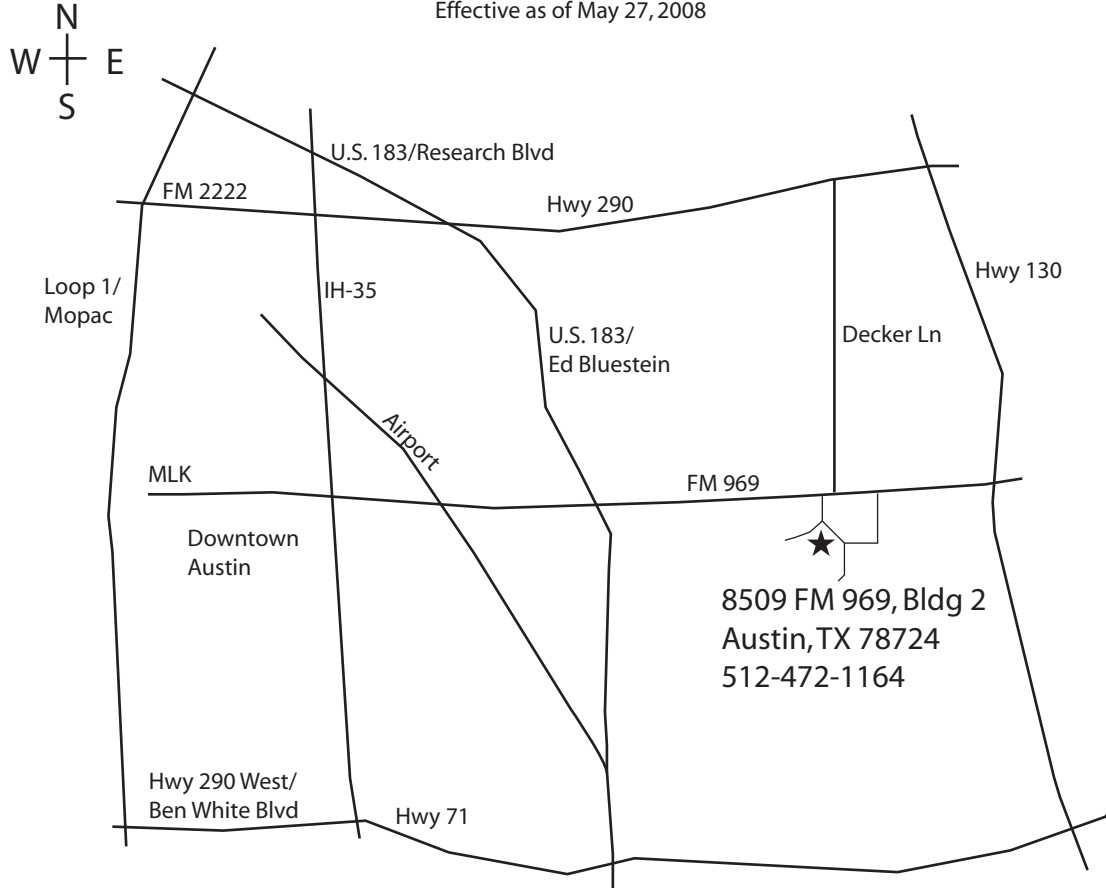 Effective as of May 27, 2008
N
W E
S
U.S. 183/Research Blvd
FM 2222
Hwy 290
Loop 1/
Mopac
IH-35
Hwy 130
U.S. 183/
Ed Bluestein
Decker Ln
Airport
MLK
FM 969
Downtown
Austin
8509 FM 969, Bldg 2
Austin, TX 78724
512-472-1164
Hwy 290 West/
Ben White Blvd
Hwy 71